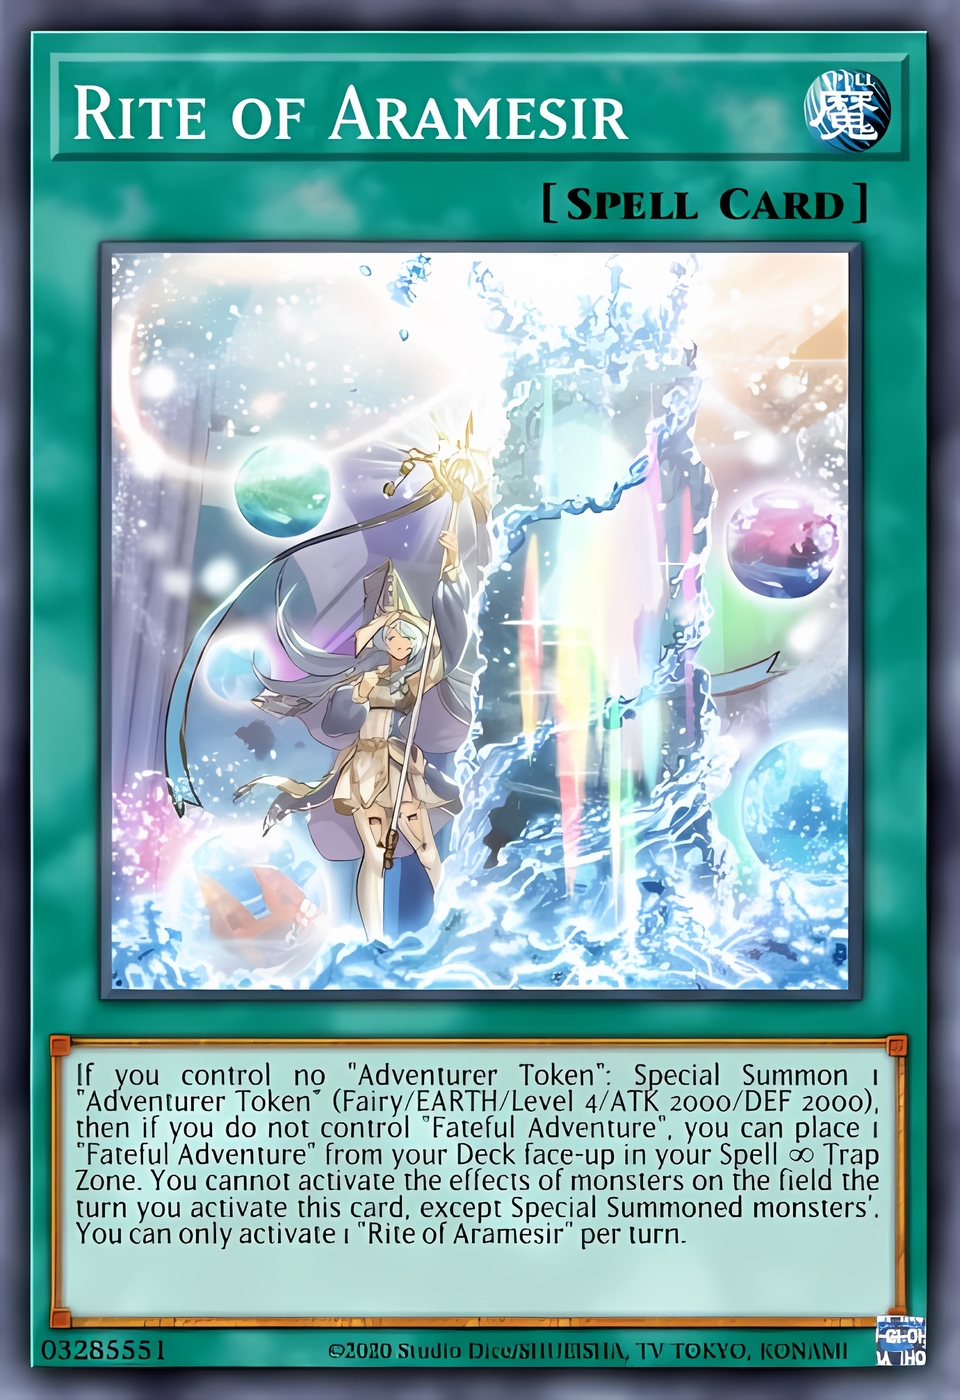 Rite of Aramesir
魔
[Spell Card]
If you control no "Adventurer Token": Special Summon 1
"Adventurer Token" (Fairy/EARTH/Level 4/ATK 2000/DEF 2000),
then if you do not control "Fateful Adventure", you can place 1
"Fateful Adventure" from your Deck face-up in your Spell ∞ Trap
Zone. You cannot activate the effects of monsters on the field the
turn you activate this card, except Special Summoned monsters'.
You can only activate 1 "Rite of Aramesir" per turn.
03285551
©2020 Studio Dice/SHUEISHA, TV TOKYO, KONAMI